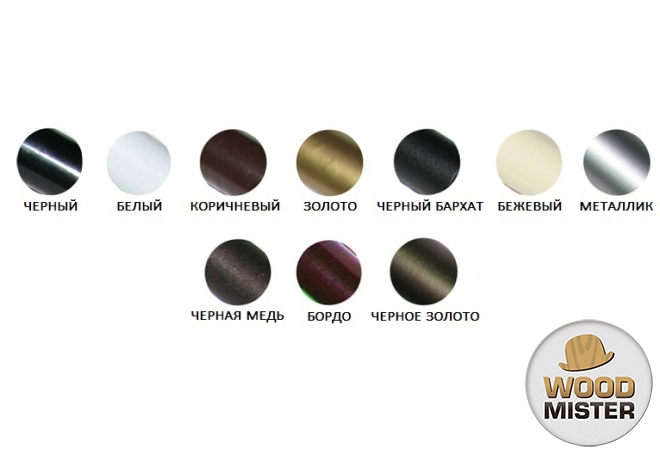 ЧЕРНЫЙ БЕЛЫЙ КОРИЧНЕВЫЙ ЗОЛОТО ЧЕРНЫЙ БАРХАТ БЕЖЕВЫЙ МЕТАЛЛИК
ЧЕРНАЯ МЕДЬ БОРДО ЧЕРНОЕ ЗОЛОТО
WOOD
MISTER